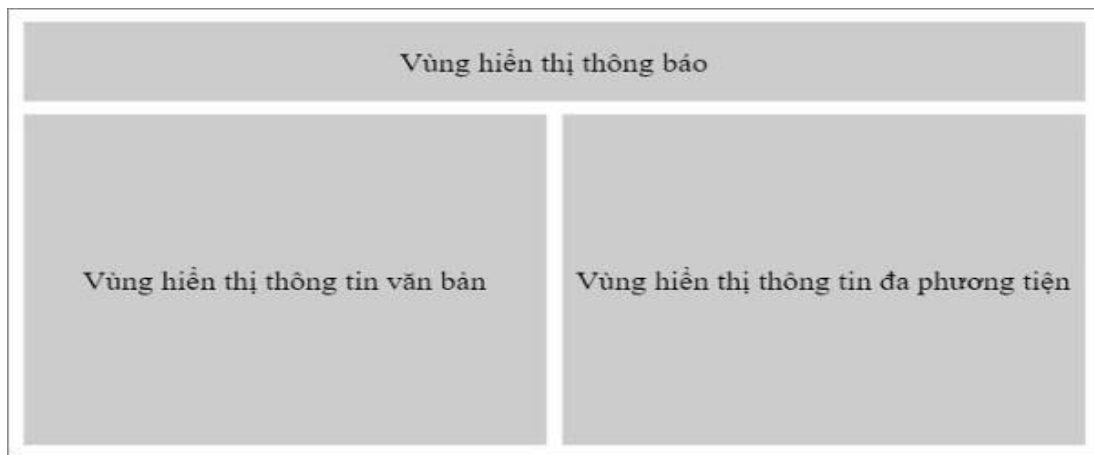 Vùng hiển thị thông báo
Vùng hiển thị thông tin văn bản
Vùng hiển thị thông tin đa phương tiện